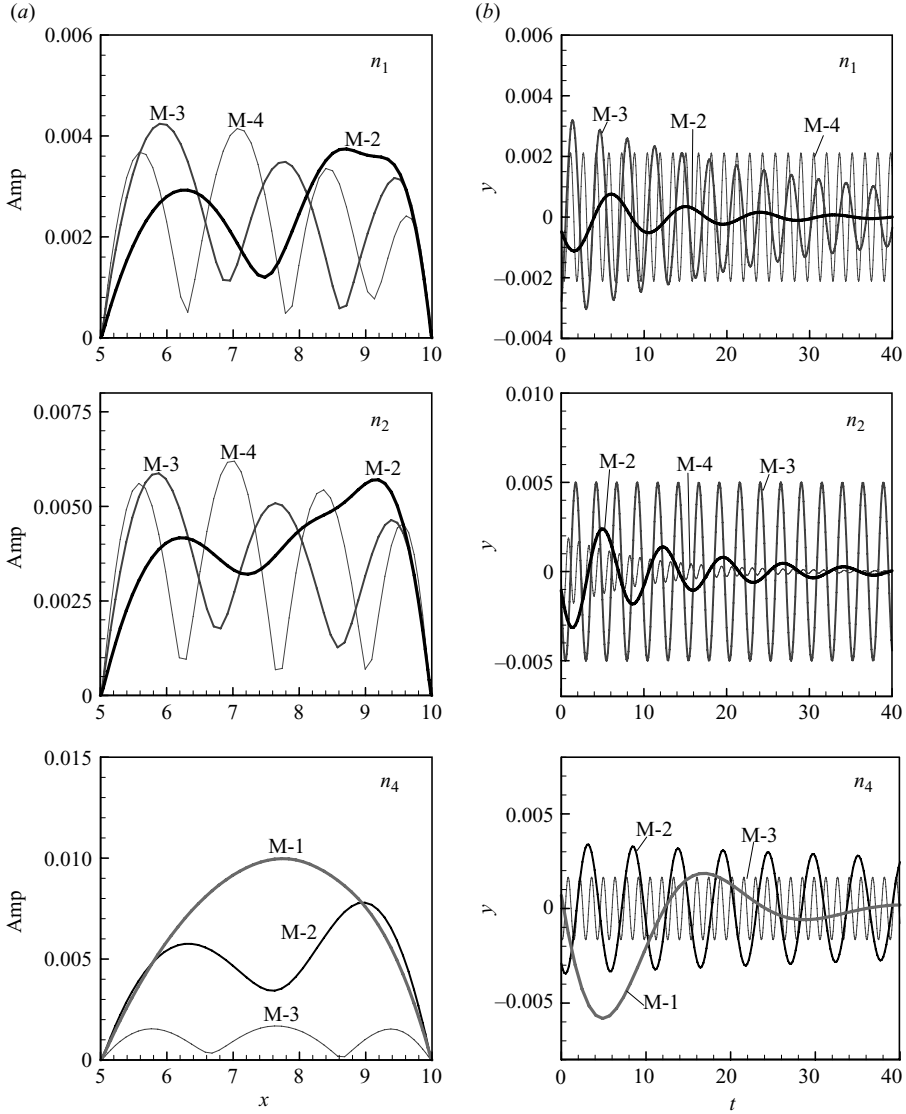 (a)
(b)
0.006
0.004
0.002
0
Amp
n1
M-3
M-4
M-2
5 6 7 8 9 10
0.006
0.004
0.002
0
–0.002
–0.004
y
n1
M-3
M-2
M-4
0 10 20 30 40
0.0075
0.0050
0.0025
0
Amp
n2
M-3
M-4
M-2
5 6 7 8 9 10
0.010
0.005
0
–0.005
y
n2
M-2
M-4
M-3
0 10 20 30 40
0.015
0.010
0.005
0
Amp
n4
M-1
M-2
M-3
5 6 7 8 9 10
x
0.005
0
–0.005
y
n4
M-2
M-3
M-1
0 10 20 30 40
t